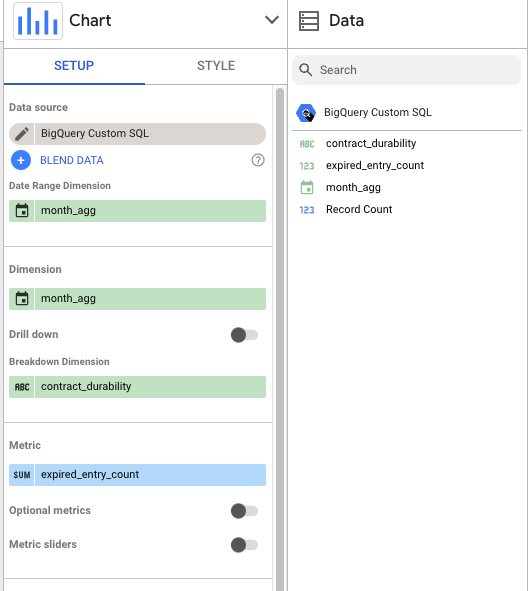 Chart
SETUP
STYLE
Data source
BigQuery Custom SQL
BLEND DATA
Date Range Dimension
month_agg
Dimension
month_agg
Drill down
Breakdown Dimension
ABC contract_durability
Metric
SUM expired_entry_count
Optional metrics
Metric sliders
Data
Search
BigQuery Custom SQL
ABC contract_durability
123 expired_entry_count
month_agg
123 Record Count